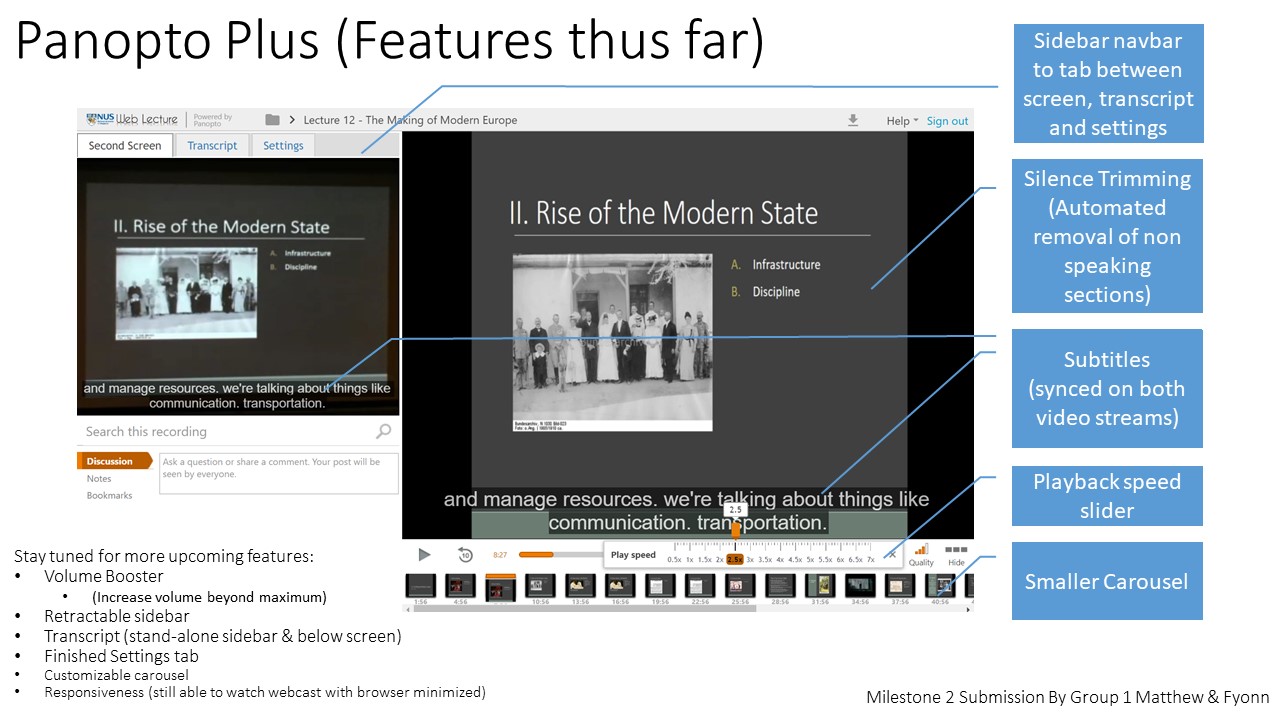 Panopto Plus (Features thus far)
Sidebar navbar
to tab between
screen, transcript
and settings
Silence Trimming
(Automated
removal of non
speaking
sections)
Subtitles
(synced on both
video streams)
Playback speed
slider
Smaller Carousel
NUS Web Lecture
Powered by
Panopto
Lecture 12 - The Making of Modern Europe
Help
Sign out
Second Screen
Transcript
Settings
II. Rise of the Modern State
A. Infrastructure
B. Discipline
and manage resources. we're talking about things like
communication. transportation.
Search this recording
Discussion
Notes
Bookmarks
Ask a question or share a comment. Your post will be
seen by everyone.
II. Rise of the Modern State
A. Infrastructure
B. Discipline
and manage resources. we're talking about things like
communication. transportation.
2.5
10
8:27
Play speed
0.5x 1x 1.5x 2x 2.5x 3x 3.5x 4x 4.5x 5x 5.5x 6x 6.5x 7x
Quality
Hide
1:56 4:56 10:56 13:56 16:56 19:56 22:56 25:56 28:56 31:56 34:56 37:56 40:56
Stay tuned for more upcoming features:
• Volume Booster
• (Increase volume beyond maximum)
• Retractable sidebar
• Transcript (stand-alone sidebar & below screen)
• Finished Settings tab
• Customizable carousel
• Responsiveness (still able to watch webcast with browser minimized)
Milestone 2 Submission By Group 1 Matthew & Fyonn